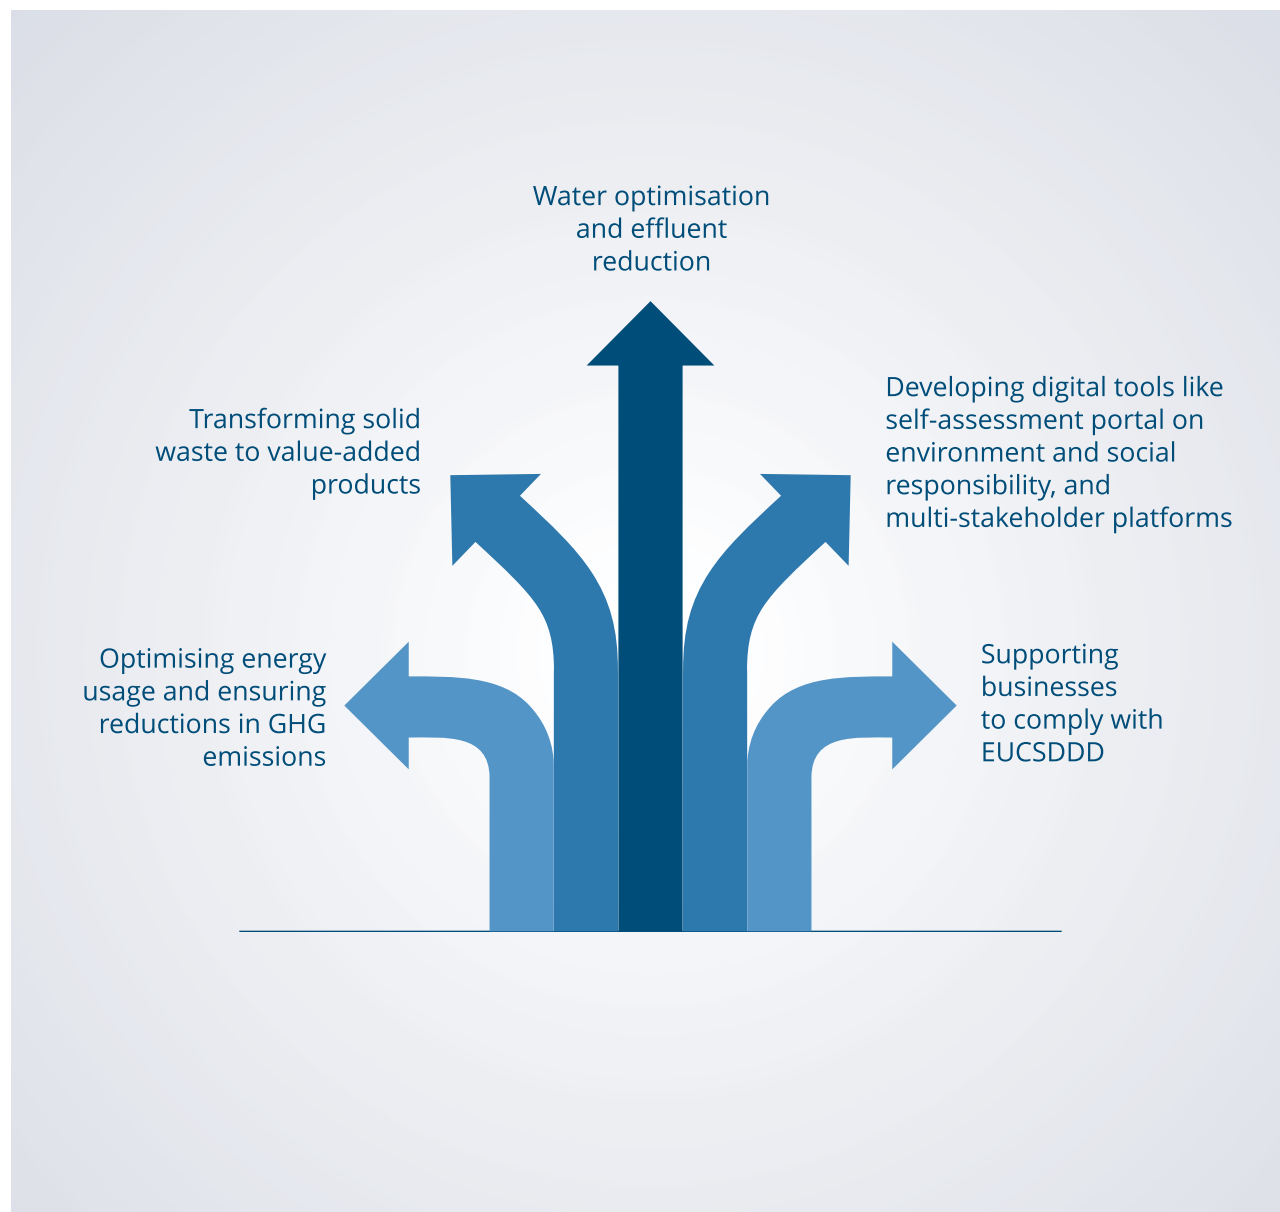 Water optimisation
and effluent
reduction
Transforming solid
waste to value-added
products
Developing digital tools like
self-assessment portal on
environment and social
responsibility, and
multi-stakeholder platforms
Optimising energy
usage and ensuring
reductions in GHG
emissions
Supporting
businesses
to comply with
EUCSDDD